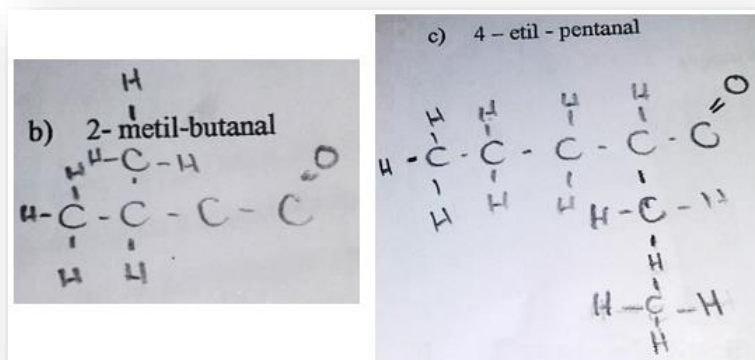 b) 2- metil-butanal
H
H-C-H
H
H-C-C-C-C=O
H H
c) 4 – etil - pentanal
H H H H
H-C-C-C-C-C=O
H H H H-C-H
H
H-C-H
H